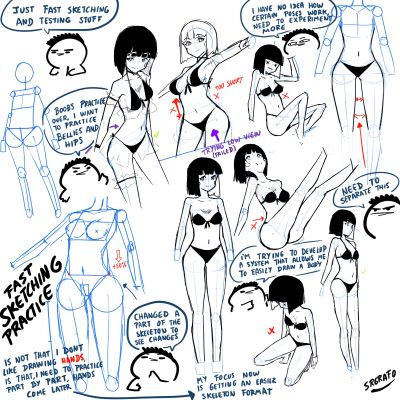 JUST FAST SKETCHING
AND TESTING STUFF
I HAVE NO IDEA HOW
CERTAIN POSES WORK,
NEED TO EXPERIMENT
MORE
BOOBS PRACTICE
OVER, I WANT
TO PRACTICE
BELLIES AND
HIPS
TOO SHORT
TRYING LOW VIEW
(FAILED)
NEED TO
SEPARATE THIS
I'M TRYING TO DEVELOP
A SYSTEM THAT ALLOWS ME
TO EASILY DRAW A BODY
FAST
SKETCHING
PRACTICE
CHANGED A
PART OF THE
SKELETON TO
SEE CHANGES
IS NOT THAT I DON'T
LIKE DRAWING HANDS,
IS THAT, I NEED TO PRACTICE
PART BY PART, HANDS
COME LATER
MY FOCUS NOW
IS GETTING AN EASIER
SKELETON FORMAT
SRGRAFO